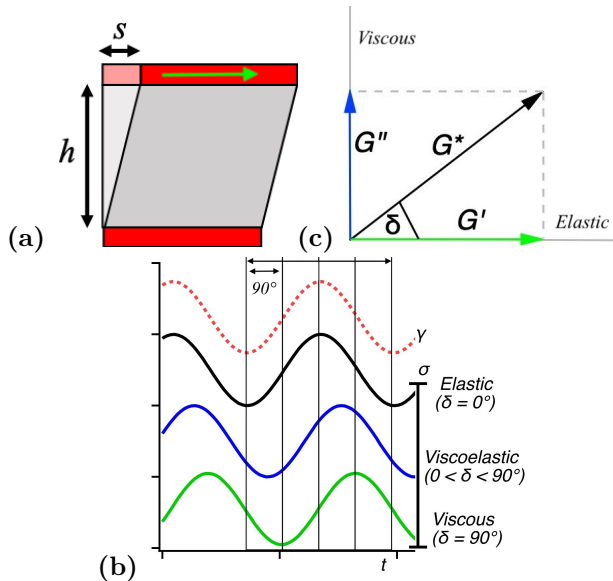 s
h
(a)
Viscous
G"
G*
δ
G'
Elastic
(c)
90°
γ
σ
Elastic
(δ = 0°)
Viscoelastic
(0 < δ < 90°)
Viscous
(δ = 90°)
t
(b)